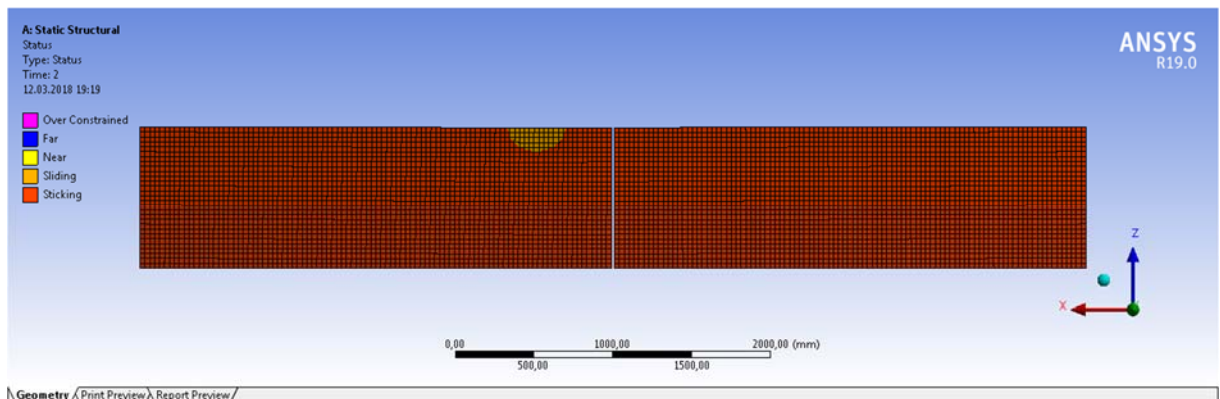 A: Static Structural
Status
Type: Status
Time: 2
12.03.2018 19:19
Over Constrained
Far
Near
Sliding
Sticking
ANSYS
R19.0
Z
X
0,00 1000,00 2000,00 (mm)
500,00 1500,00
Geometry Print Preview Report Preview